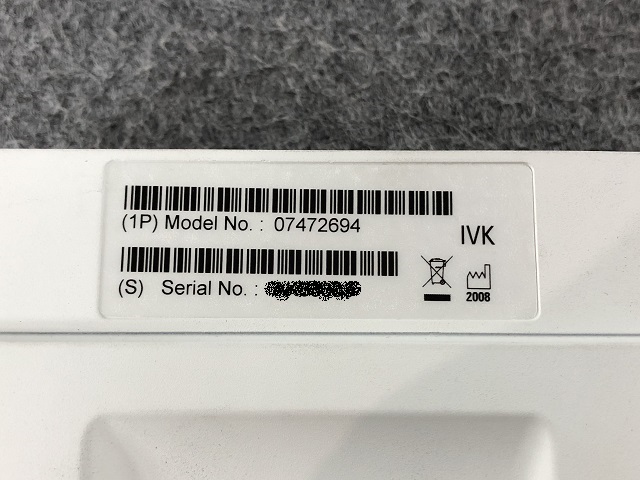 (1P) Model No. : 07472694
IVK
(S) Serial No. :
2008